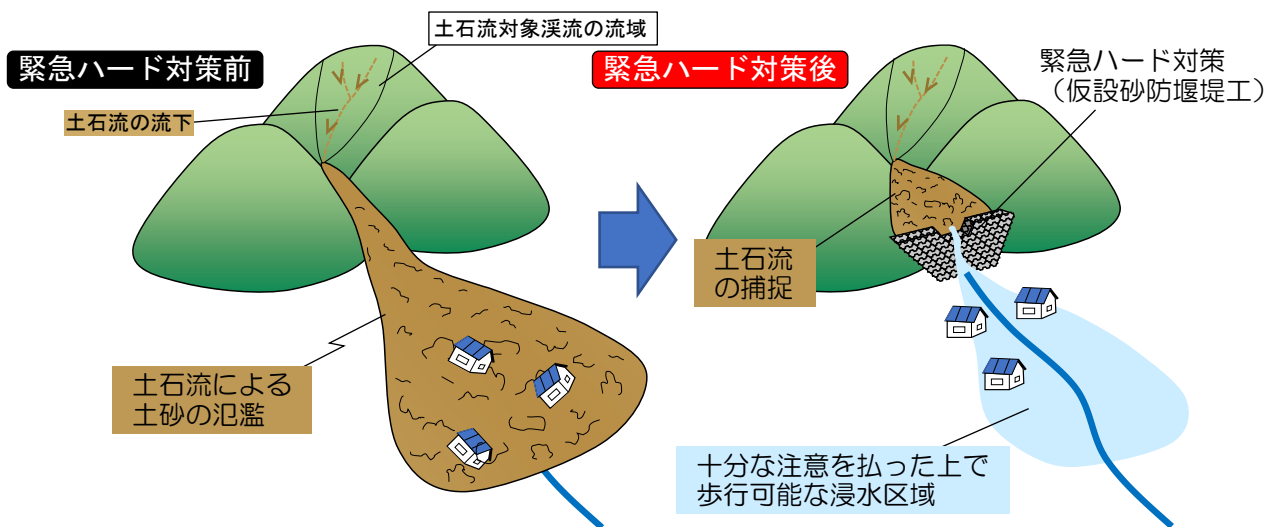 緊急ハード対策前
土石流対象渓流の流域
土石流の流下
土石流による
土砂の氾濫
緊急ハード対策後
緊急ハード対策
（仮設砂防堰堤工）
土石流
の捕捉
十分な注意を払った上で
歩行可能な浸水区域